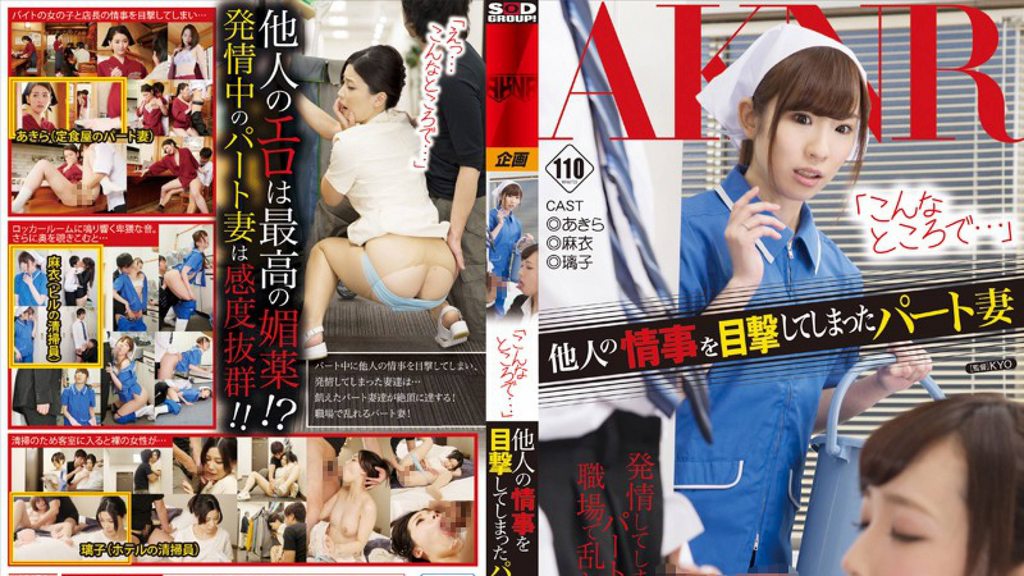 バイトの女の子と店長の情事を目撃してしまい…
あきら(定食屋のパート妻)
ロッカールームに鳴り響く卑猥な音。
さらに奥を覗きこむと…
麻衣(ビルの清掃員)
清掃のため客室に入ると裸の女性が…
璃子(ホテルの清掃員)
他人のエロは最高の媚薬!?
発情中のパート妻は感度抜群!!
「えっ…
こんなところで…」
パート中に他人の情事を目撃してしまい、
発情してしまった妻達は…
飢えたパート妻達が絶頂に達する!
職場で乱れるパート妻!
SOD
GROUP!
AKNR
企画
「こんな
ところで…」
他人の情事を
目撃してしまったパ
AKNR
110
MINUTES
CAST
◎あきら
◎麻衣
◎璃子
「こんな
ところで…」
他人の情事を目撃してしまったパート妻
[監督]KYO
発情してしま
パート
職場で乱